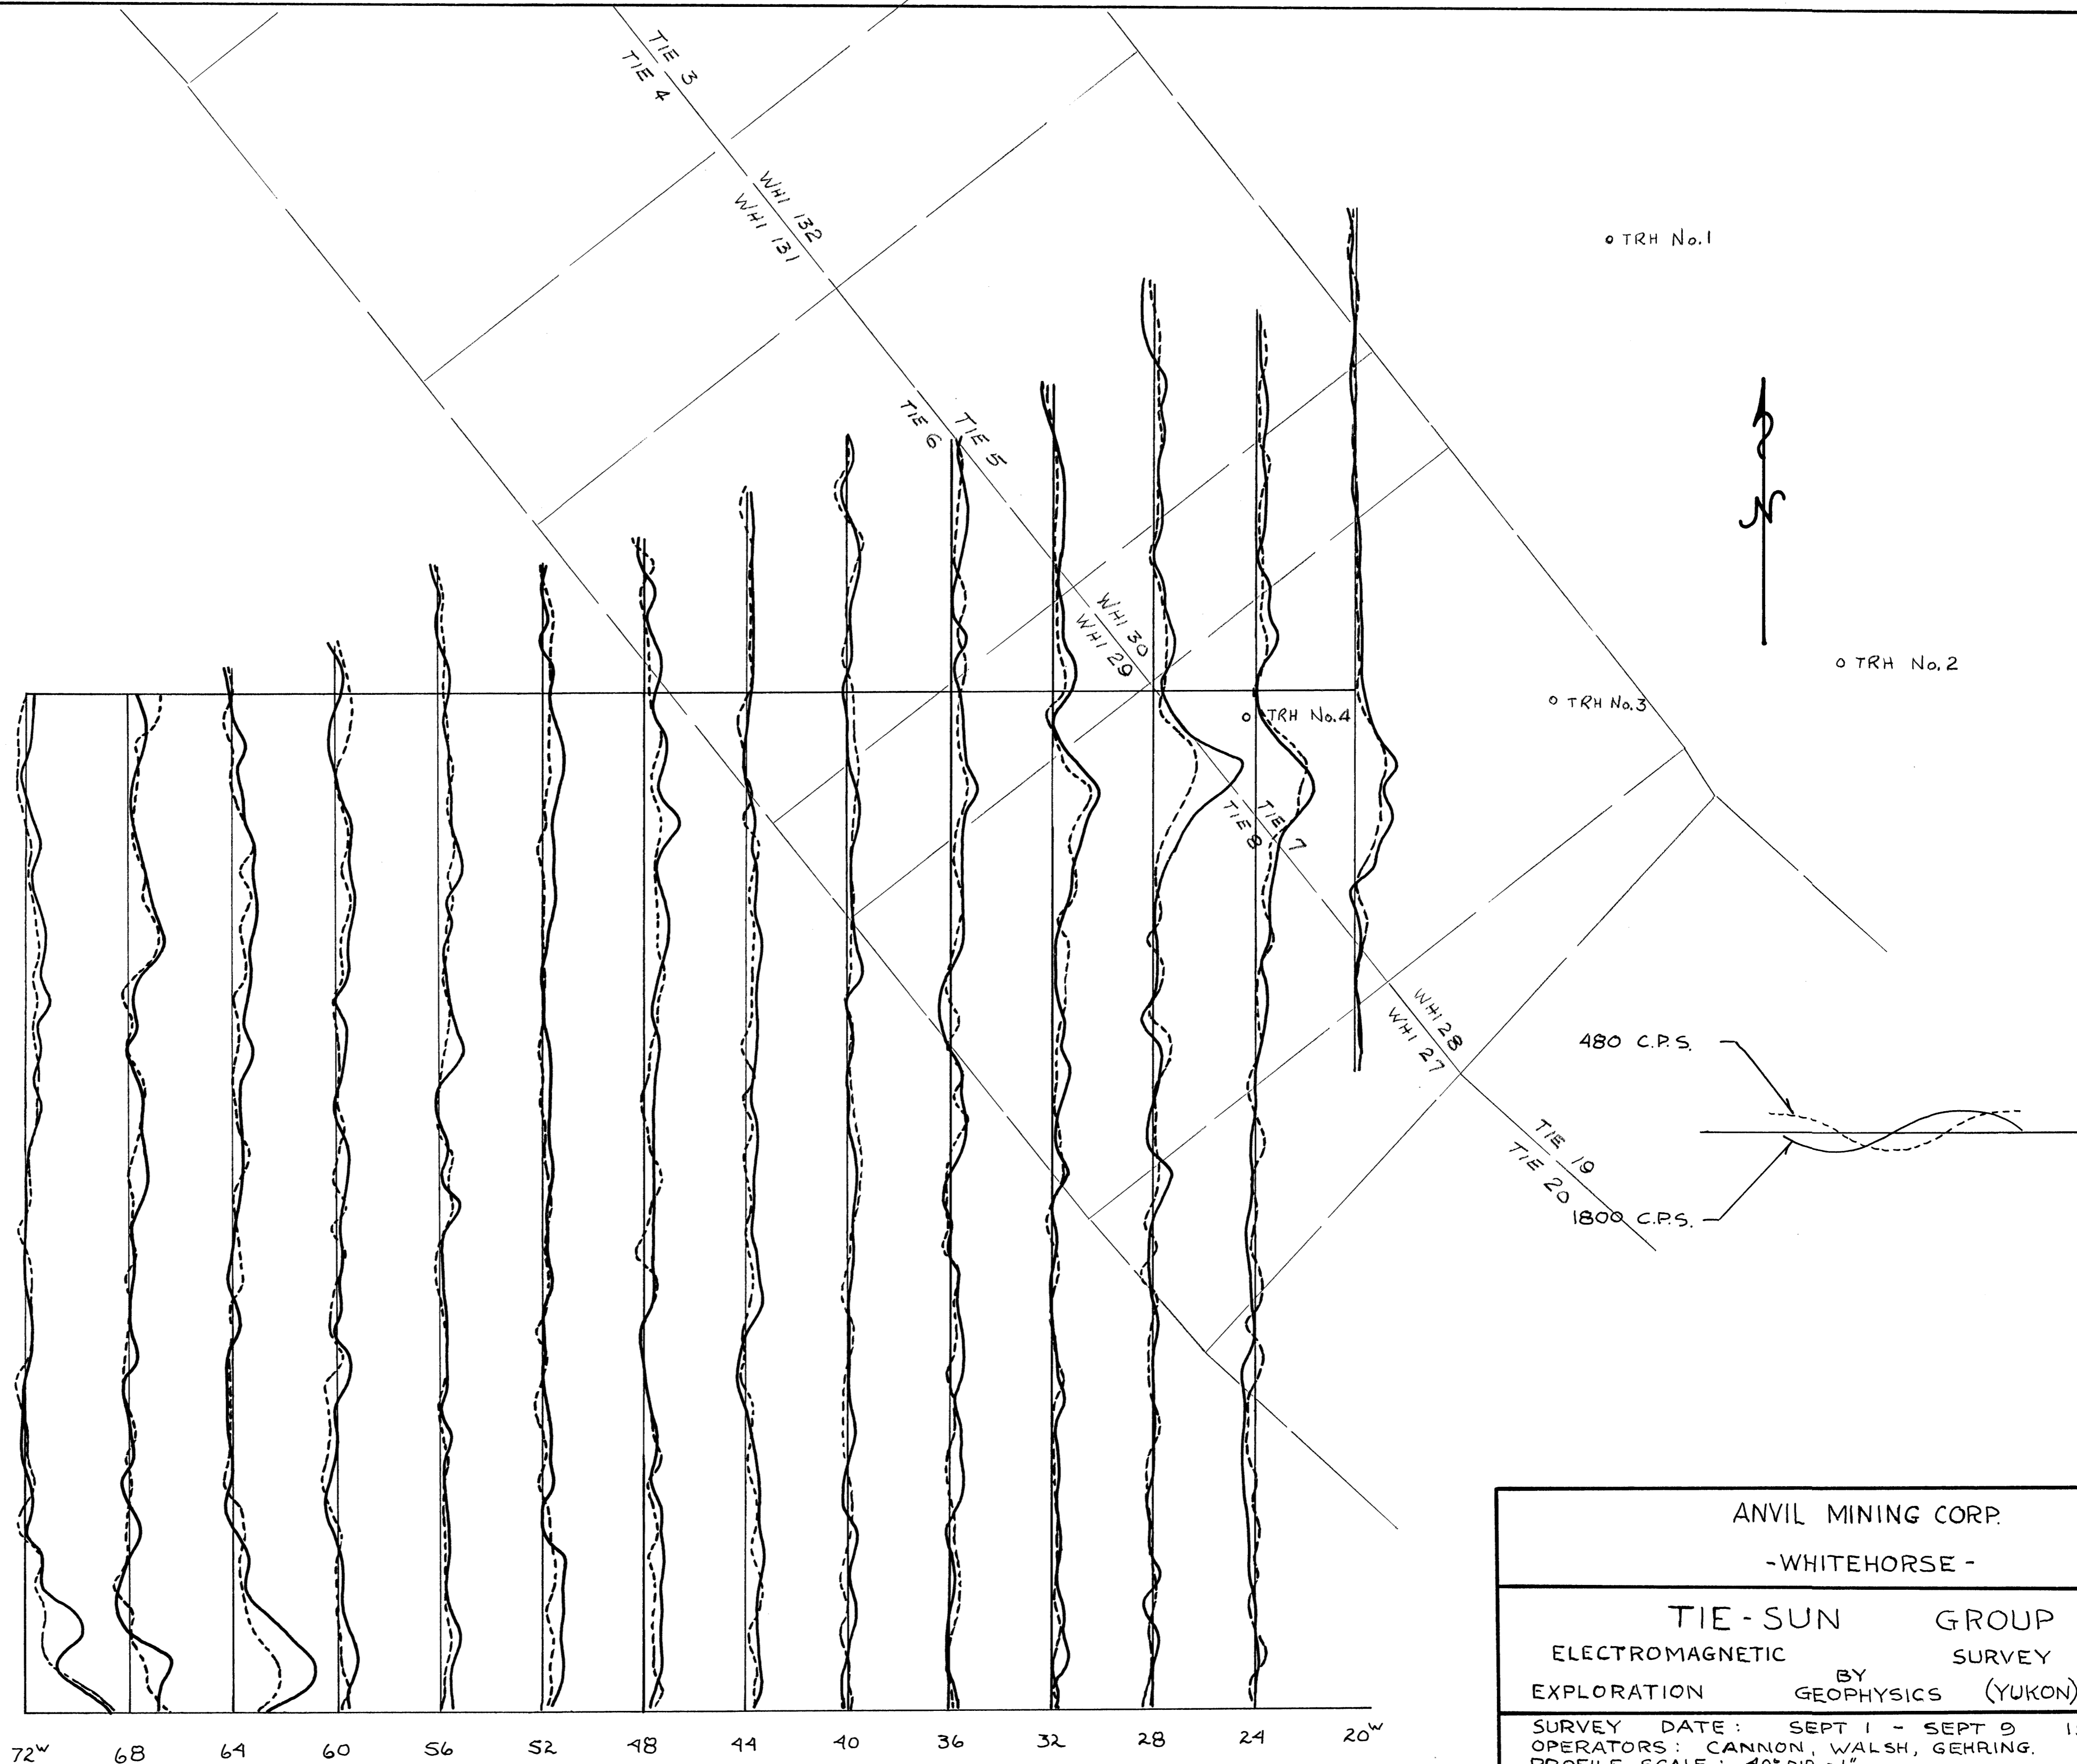 TIE 3
TIE 4
WHI 132
WHI 131
TRH No.1
TIE 5
TIE 6
N
WHI 30
WHI 29
TRH No.2
TRH No.3
TRH No.4
TIE 7
TIE 8
WHI 28
WHI 27
480 C.P.S.
TIE 19
TIE 20
1800 C.P.S.
ANVIL MINING CORP.
-WHITEHORSE-
TIE-SUN GROUP
ELECTROMAGNETIC SURVEY
BY
EXPLORATION GEOPHYSICS (YUKON)
SURVEY DATE: SEPT 1 - SEPT 9
OPERATORS: CANNON, WALSH, GEHRING.
72W 68 64 60 56 52 48 44 40 36 32 28 24 20W